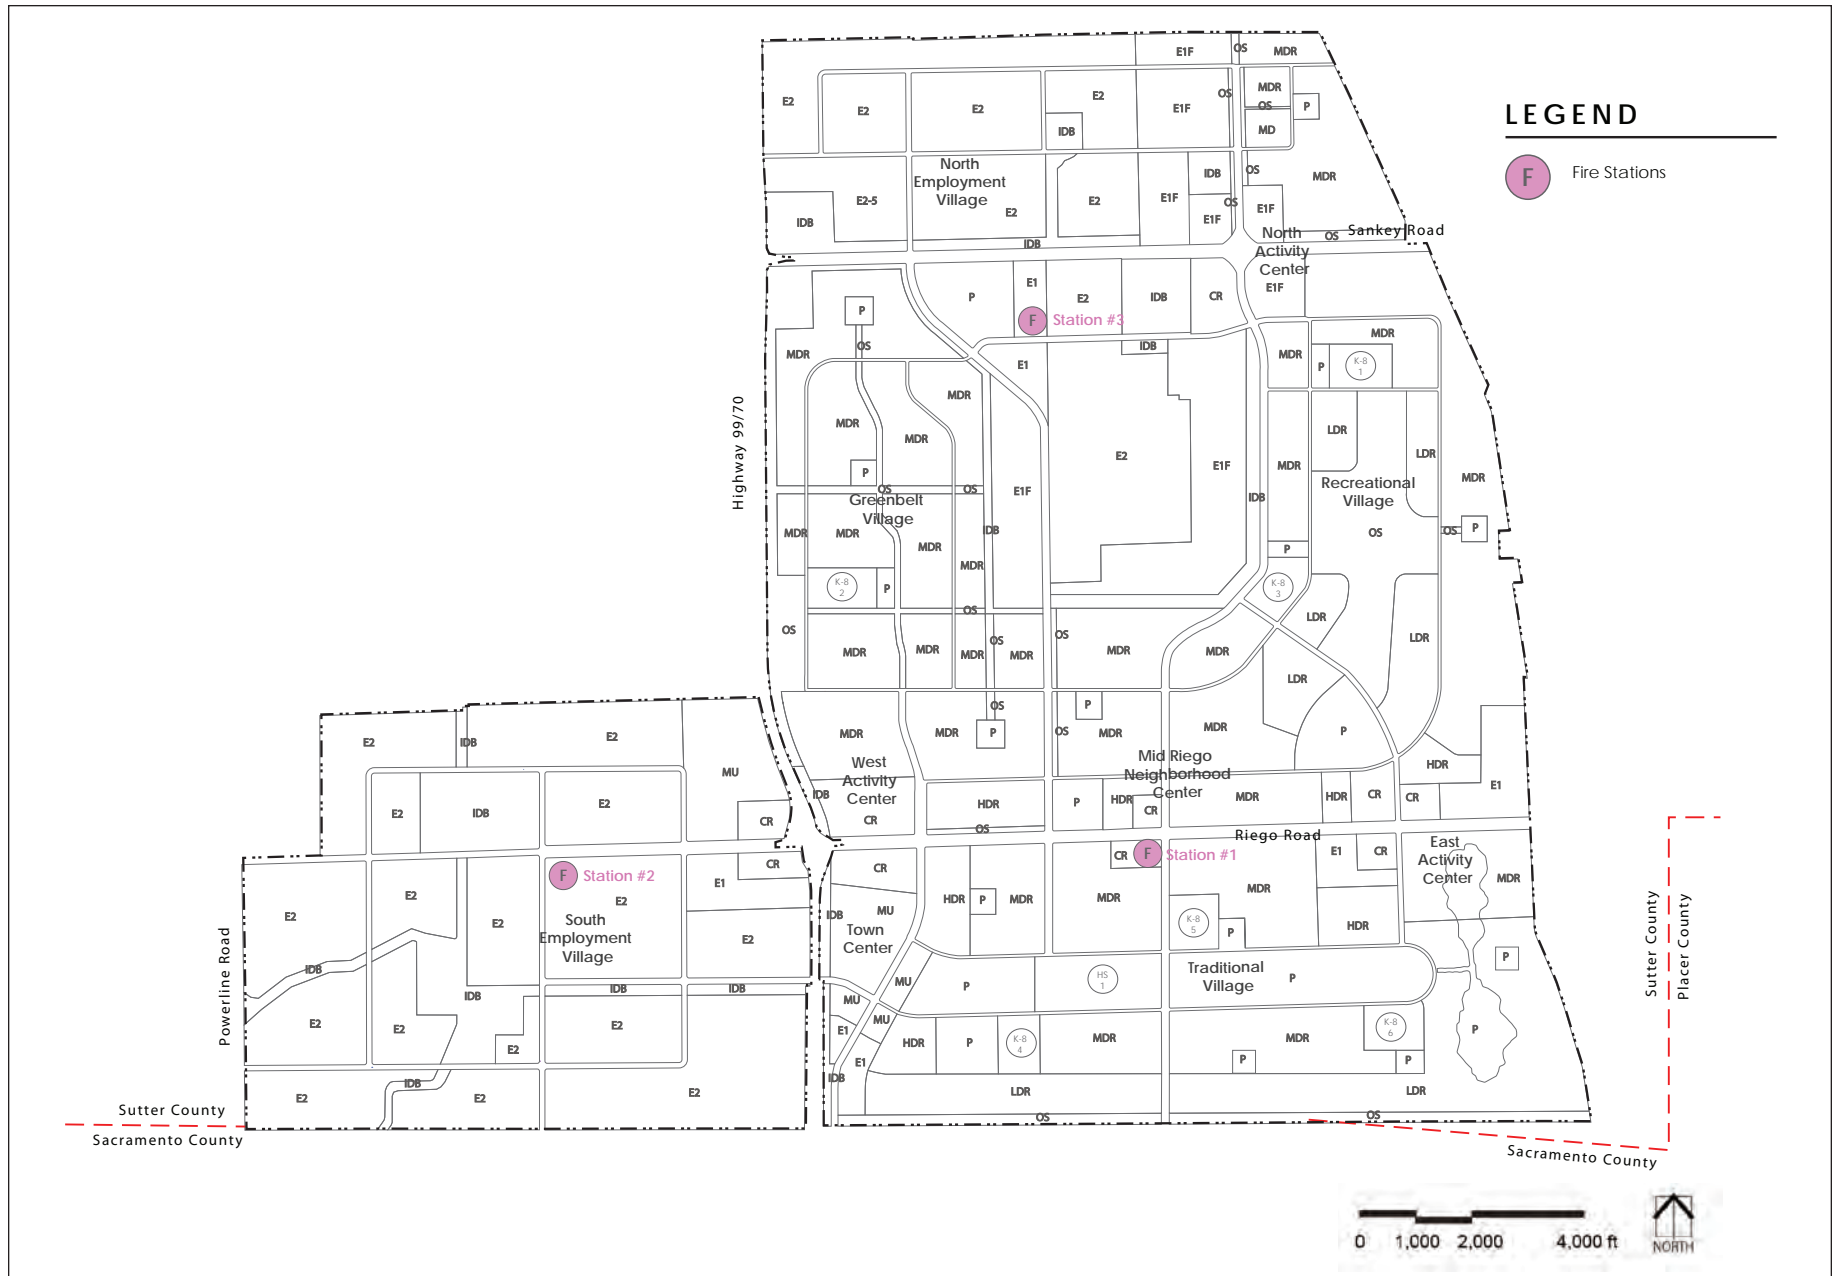 E1F
OS
MDR
LEGEND
E2
E2
E2
E2
E1F
OS
MDR
OS
P
IDB
MD
Fire Stations
F
North
Employment
Village
IDB
OS
MDR
E2-5
E2
E2
E1F
OS
E1F
E1F
IDB
IDB
North
Activity
Center
OS
Sankey Road
E1F
P
E1
E2
IDB
CR
P
F
Station #3
OS
MDR
E1
IDB
MDR
MDR
P
K-8
1
MDR
MDR
MDR
LDR
Highway 99/70
E2
E1F
MDR
LDR
MDR
P
OS
OS
E1F
IDB
Greenbelt
Village
Recreational
Village
MDR
MDR
MDR
IDB
OS
OS
P
MDR
P
K-8
2
P
K-8
3
OS
LDR
OS
MDR
MDR
MDR
OS
MDR
OS
MDR
MDR
LDR
LDR
OS
P
MDR
MDR
P
OS
MDR
MDR
P
E2
IDB
E2
MU
West
Activity
Center
Mid Riego
Neighborhood
Center
HDR
E2
IDB
E2
CR
IDB
CR
HDR
OS
P
HDR
CR
MDR
HDR
CR
CR
E1
Riego Road
CR
CR
CR
F
Station #1
E1
CR
East
Activity
Center
MDR
F
Station #2
E1
E2
E2
E2
E2
South
Employment
Village
E2
IDB
MU
Town
Center
HDR
P
MDR
MDR
K-8
5
P
MDR
HDR
Powerline Road
IDB
IDB
IDB
IDB
MU
P
HS
1
Traditional
Village
P
P
Sutter County
Placer County
E2
E2
E2
E2
MU
MU
E1
E1
HDR
P
K-8
4
MDR
MDR
K-8
6
P
P
P
E2
IDB
E2
E2
IDB
LDR
LDR
OS
OS
Sutter County
Sacramento County
Sacramento County
0
1,000
2,000
4,000 ft
NORTH